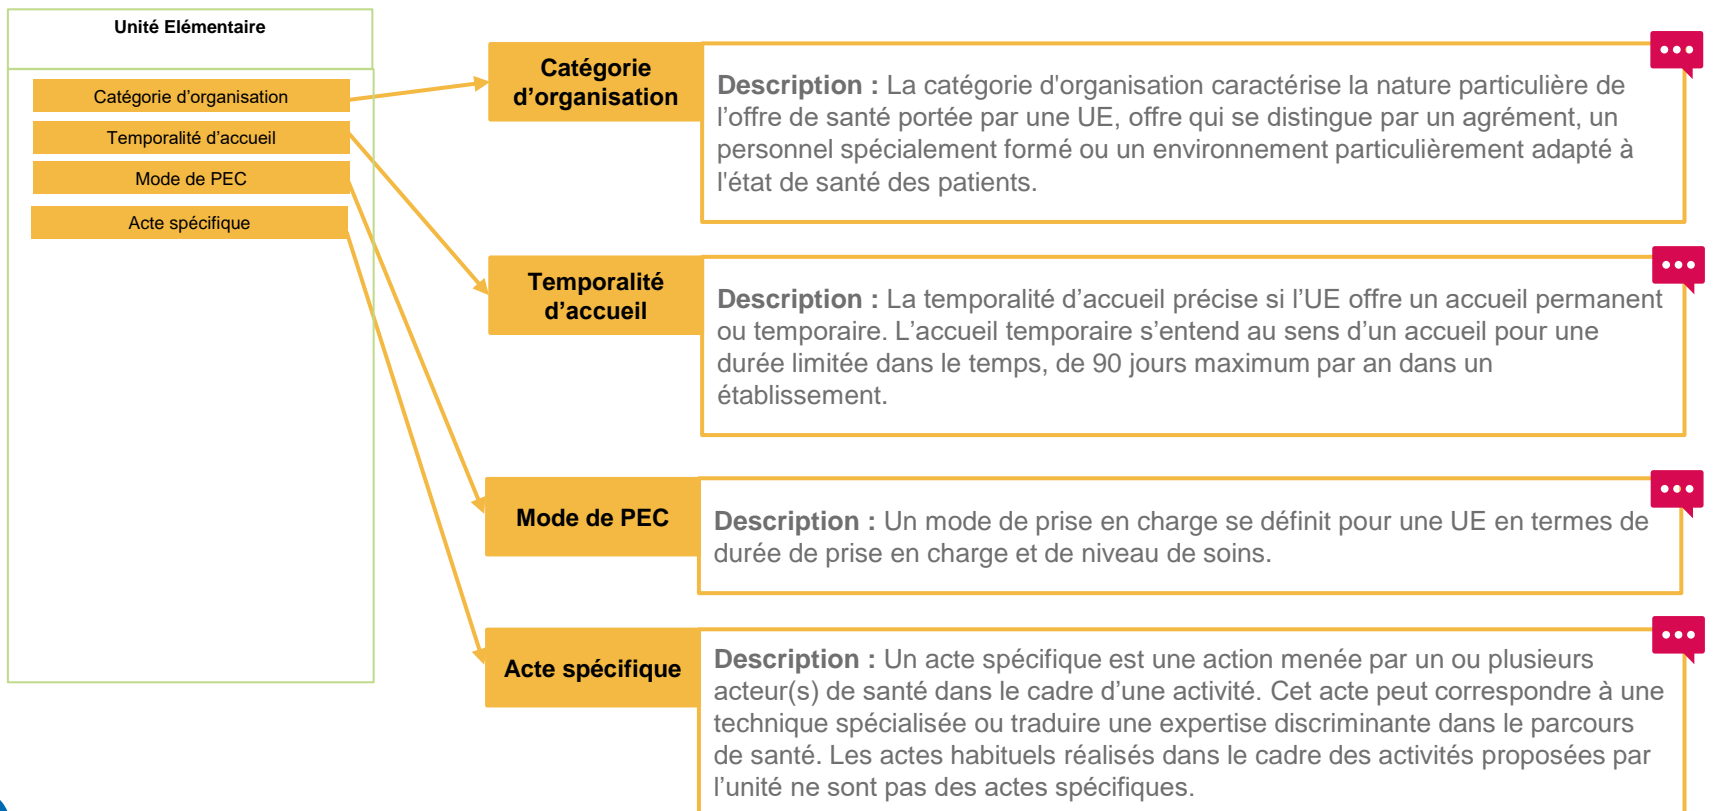 Unité Elémentaire
Catégorie d’organisation
Temporalité d’accueil
Mode de PEC
Acte spécifique
Catégorie
d’organisation
Description : La catégorie d'organisation caractérise la nature particulière de
l’offre de santé portée par une UE, offre qui se distingue par un agrément, un
personnel spécialement formé ou un environnement particulièrement adapté à
l'état de santé des patients.
Temporalité
d’accueil
Description : La temporalité d’accueil précise si l’UE offre un accueil permanent
ou temporaire. L’accueil temporaire s’entend au sens d’un accueil pour une
durée limitée dans le temps, de 90 jours maximum par an dans un
établissement.
Mode de PEC
Description : Un mode de prise en charge se définit pour une UE en termes de
durée de prise en charge et de niveau de soins.
Acte spécifique
Description : Un acte spécifique est une action menée par un ou plusieurs
acteur(s) de santé dans le cadre d’une activité. Cet acte peut correspondre à une
technique spécialisée ou traduire une expertise discriminante dans le parcours
de santé. Les actes habituels réalisés dans le cadre des activités proposées par
l’unité ne sont pas des actes spécifiques.